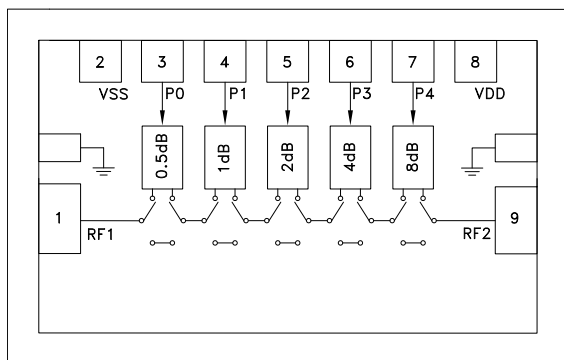 2 3 4 5 6 7 8
VSS P0 P1 P2 P3 P4 VDD
0.5dB 1dB 2dB 4dB 8dB
1 9
RF1 RF2